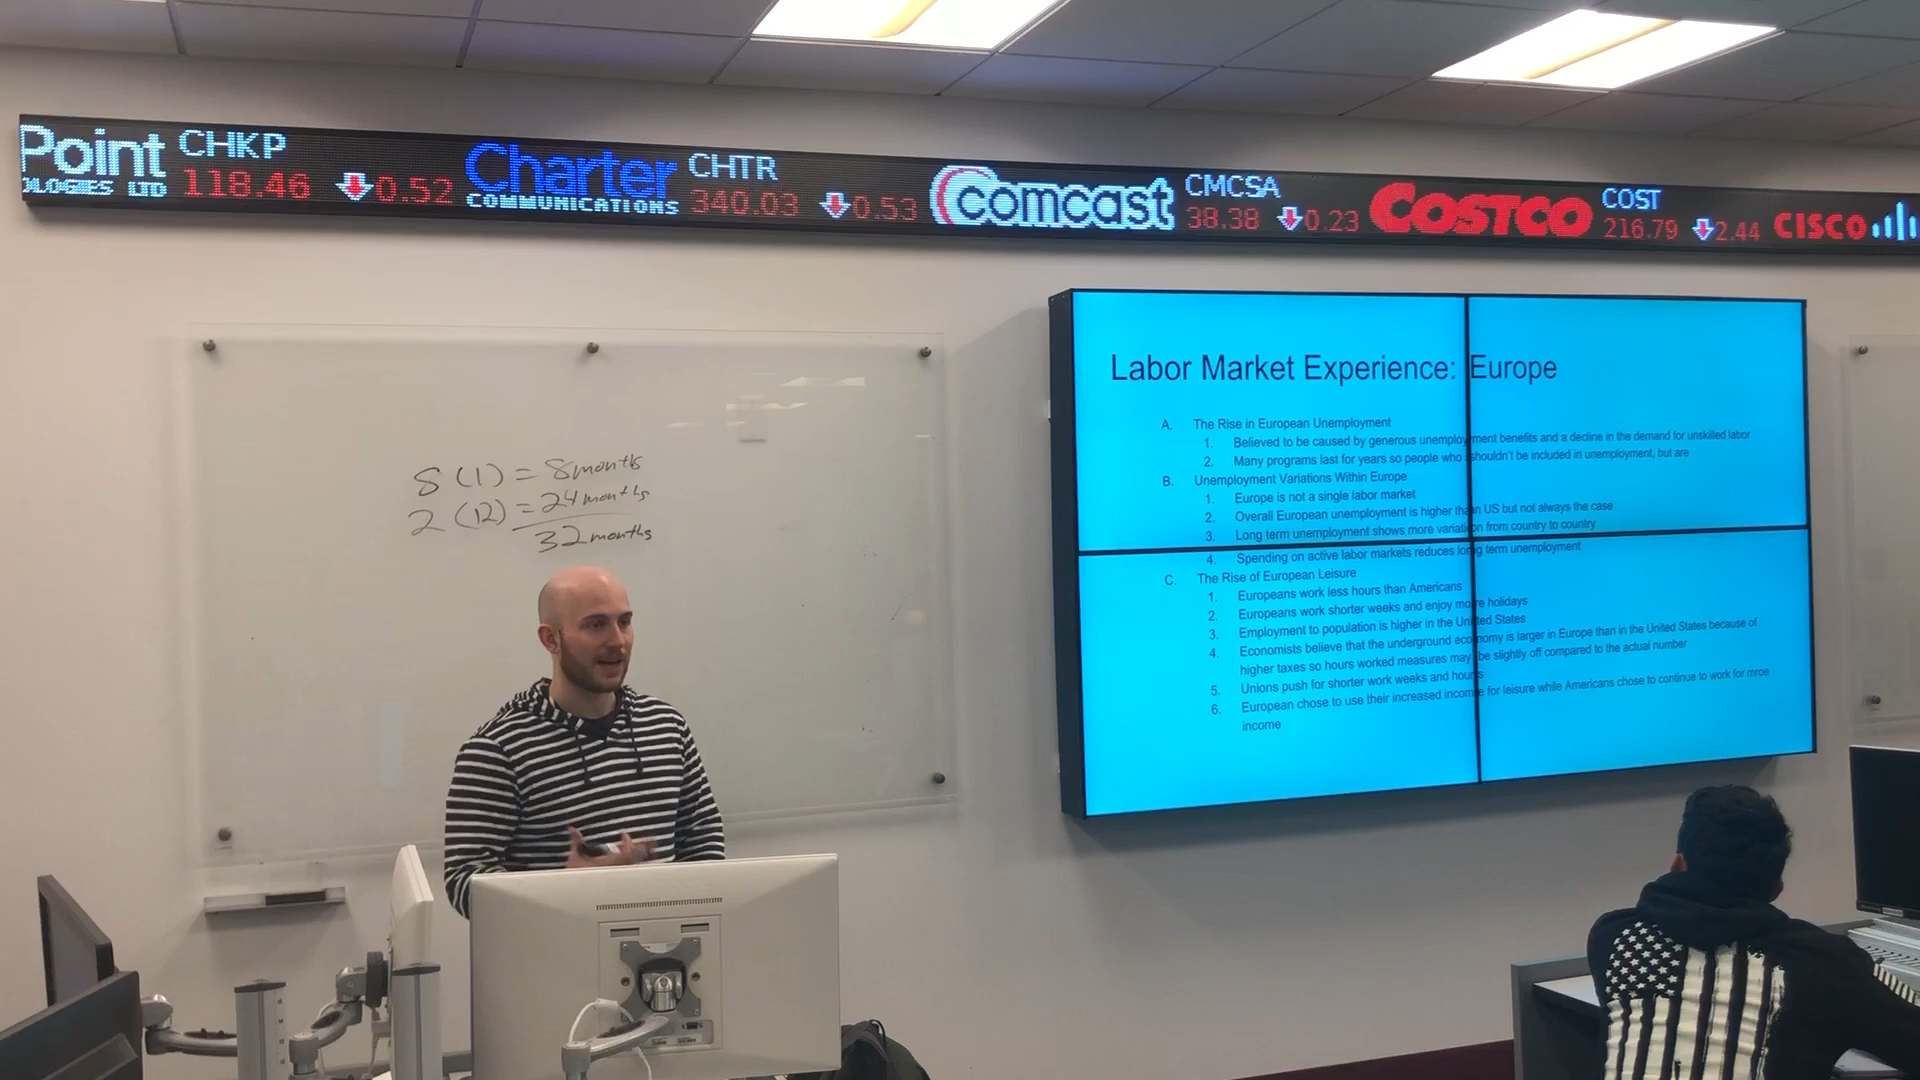 Point
OLOGIES LTD
CHKP
118.46 0.52
Charter
COMMUNICATIONS
CHTR
340.03 0.53
comcast
CMCSA
38.38 0.23
COSTCO
COST
216.79 2.44
CISCO
8 (1) = 8 months
2 (12) = 24 months
32 months
Labor Market Experience: Europe
A. The Rise in European Unemployment
1. Believed to be caused by generous unemployment benefits and a decline in the demand for unskilled labor
2. Many programs last for years so people who shouldn't be included in unemployment, but are
B. Unemployment Variations Within Europe
1. Europe is not a single labor market
2. Overall European unemployment is higher than US but not always the case
3. Long term unemployment shows more variation from country to country
4. Spending on active labor markets reduces long term unemployment
C. The Rise of European Leisure
1. Europeans work less hours than Americans
2. Europeans work shorter weeks and enjoy more holidays
3. Employment to population is higher in the United States
4. Economists believe that the underground economy is larger in Europe than in the United States because of
higher taxes so hours worked measures may be slightly off compared to the actual number
5. Unions push for shorter work weeks and hours
6. European chose to use their increased income for leisure while Americans chose to continue to work for mroe
income